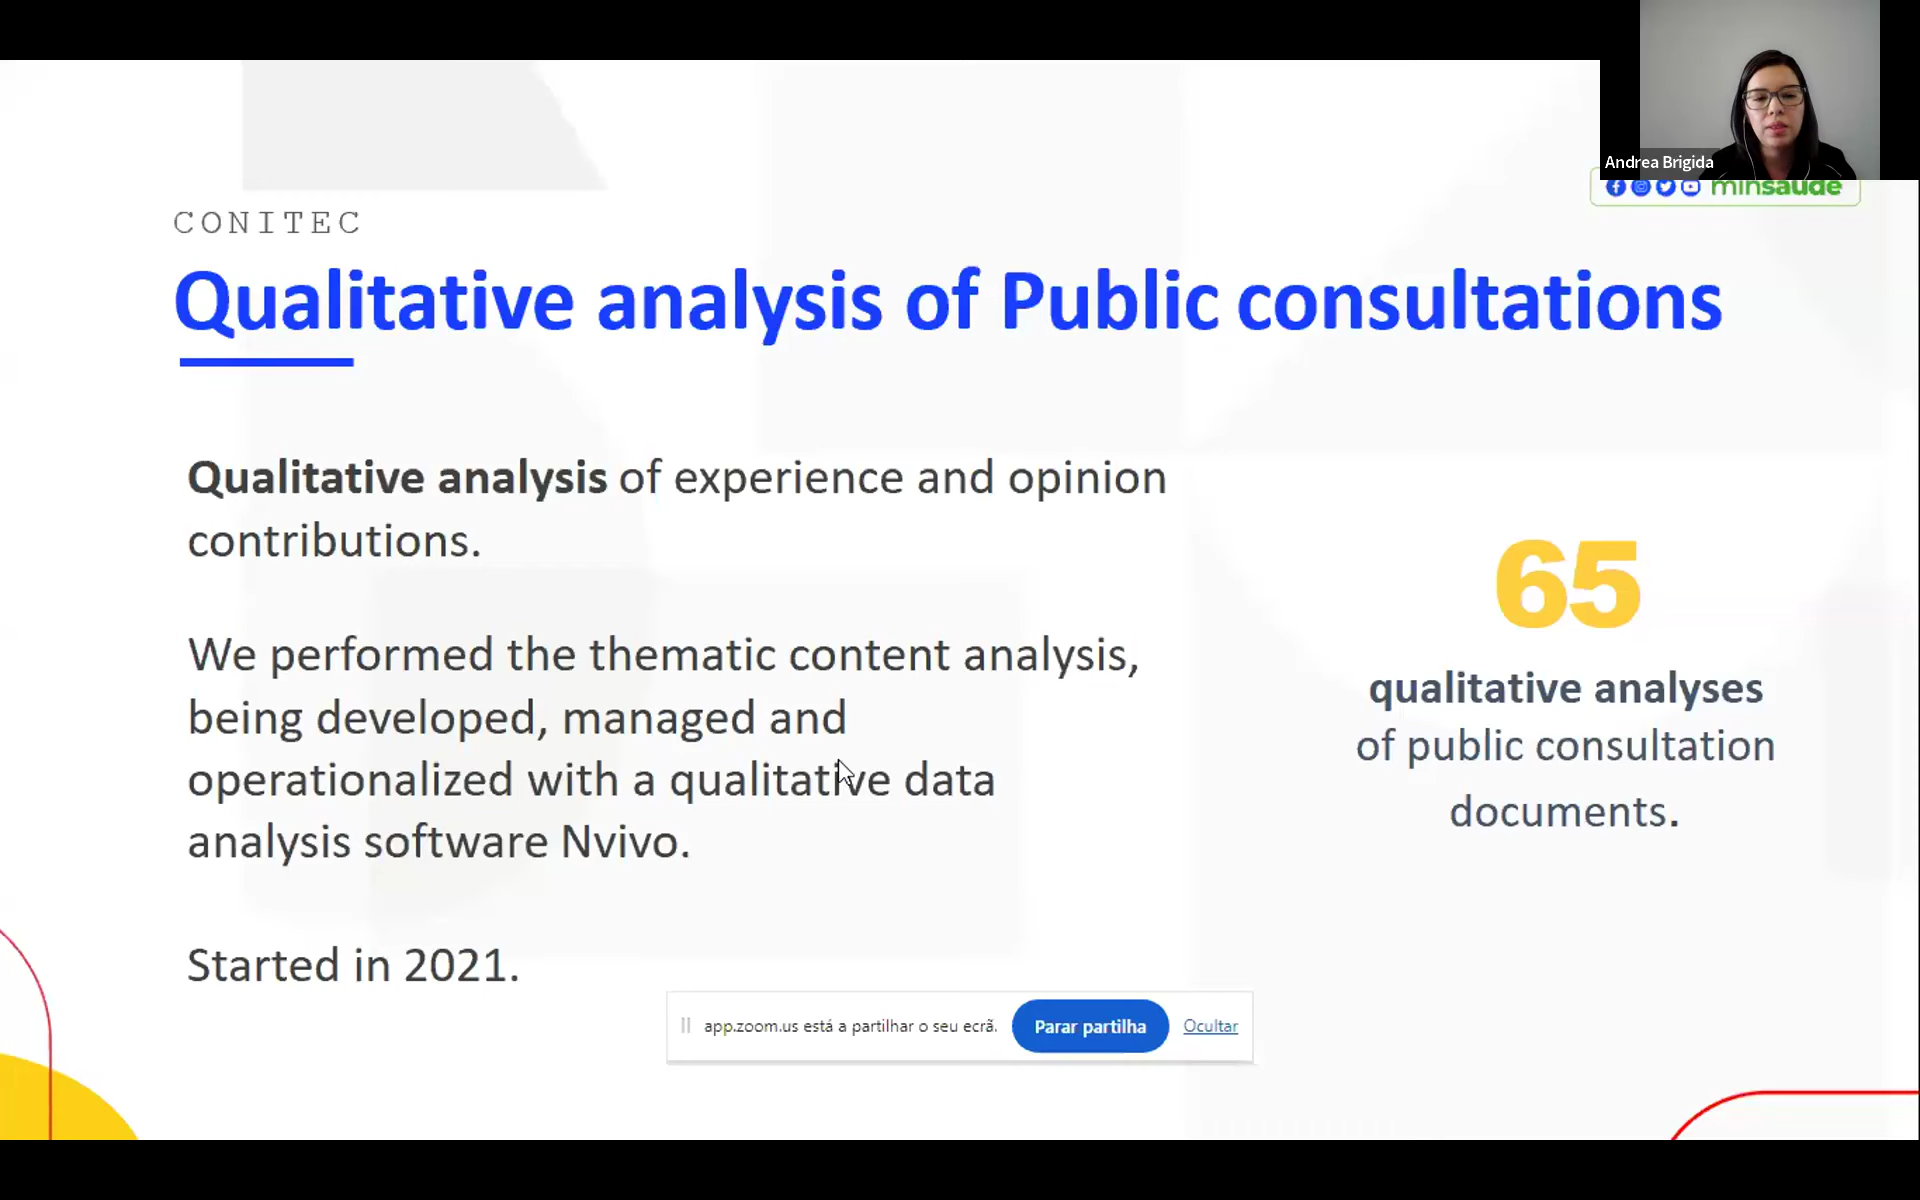 Andrea Brigida
minsaude
CONITEC
Qualitative analysis of Public consultations
Qualitative analysis of experience and opinion
contributions.
We performed the thematic content analysis,
being developed, managed and
operationalized with a qualitative data
analysis software Nvivo.
Started in 2021.
65
qualitative analyses
of public consultation
documents.
app.zoom.us está a partilhar o seu ecrã.
Parar partilha
Ocultar